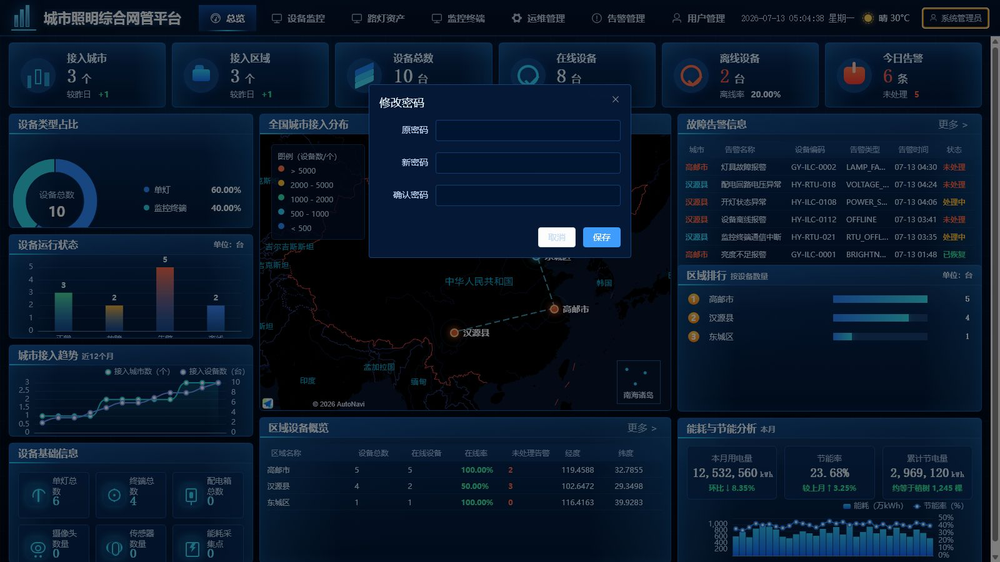 城市照明综合网管平台
总览
设备监控
路灯资产
监控终端
运维管理
告警管理
用户管理
2026-07-13 05:04:38 星期一
晴 30°C
系统管理员
接入城市
3 个
较昨日 +1
接入区域
3 个
较昨日 +1
设备总数
10 台
在线设备
8 台
离线设备
2 台
离线率 20.00%
今日告警
6 条
未处理 5
修改密码
原密码
新密码
确认密码
取消
保存
设备类型占比
设备总数
10
单灯 60.00%
监控终端 40.00%
设备运行状态
单位: 台
5
4
3
2
1
0
3
2
5
2
正常
故障
告警
离线
城市接入趋势 近12个月
接入城市数（个）
接入设备数（台）
3
2.5
2
1.5
1
0.5
0
10
8
6
4
2
0
设备基础信息
单灯总数
6
终端总数
4
配电箱总数
0
摄像头数量
0
传感器数量
0
能耗采集点
0
全国城市接入分布
图例（设备数/个）
> 5000
2000 - 5000
1000 - 2000
500 - 1000
< 500
克斯
吉尔吉斯斯坦
吉克斯坦
斯坦
中华人民共和国
韩国
东城区
高邮市
汉源县
孟加拉国
印度
缅甸
南海诸岛
© 2026 AutoNavi
区域设备概览
更多 >
区域名称 设备总数 在线设备 在线率 未处理告警 经度 纬度
高邮市 5 5 100.00% 2 119.4588 32.7855
汉源县 4 2 50.00% 3 102.6472 29.3498
东城区 1 1 100.00% 0 116.4163 39.9283
故障告警信息
更多 >
城市 告警名称 设备编码 告警类型 告警时间 状态
高邮市 灯具故障报警 GY-ILC-0002 LAMP_FA... 07-13 04:30 未处理
汉源县 配电回路电压异常 HY-RTU-018 VOLTAGE_... 07-13 04:24 未处理
汉源县 开灯状态异常 HY-ILC-0108 POWER_S... 07-13 04:06 处理中
汉源县 设备离线报警 HY-ILC-0112 OFFLINE 07-13 03:41 未处理
汉源县 监控终端通信中断 HY-RTU-021 RTU_OFFL... 07-13 03:35 处理中
高邮市 亮度不足报警 GY-ILC-0001 BRIGHTN... 07-13 01:48 已恢复
区域排行 按设备数量
单位: 台
1 高邮市 5
2 汉源县 4
3 东城区 1
能耗与节能分析 本月
本月用电量
12,532,560 kWh
环比↓8.35%
节能率
23.68%
较上月↑3.25%
累计节电量
2,969,120 kWh
约等于植树 1,245 棵
能耗（万kWh）
节能率（%）
1,000
800
600
400
200
50%
40%
30%
20%
10%
0%